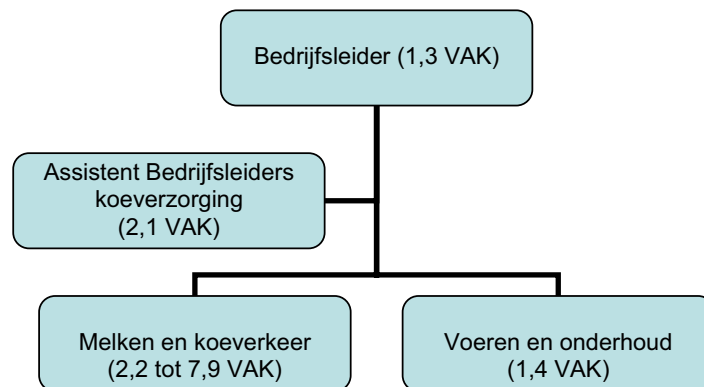 Bedrijfsleider (1,3 VAK)
Assistent Bedrijfsleiders
koeverzorging
(2,1 VAK)
Melken en koeverkeer
(2,2 tot 7,9 VAK)
Voeren en onderhoud
(1,4 VAK)